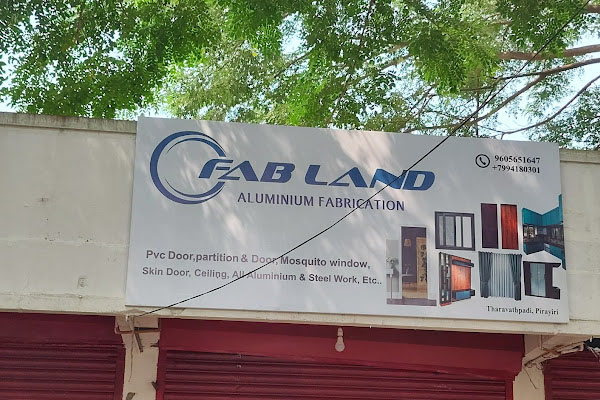 FAB LAND
ALUMINIUM FABRICATION
9605651647
+7994180301
Pvc Door,partition & Door, Mosquito window,
Skin Door, Ceiling, All Aluminium & Steel Work, Etc..
Tharavathpadi, Pirayiri